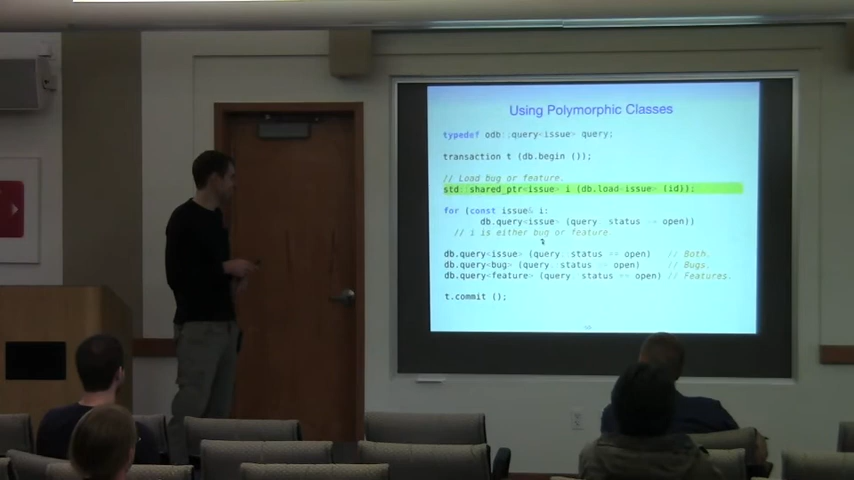 Using Polymorphic Classes
typedef odb::query<issue> query;
transaction t (db.begin ());
// Load bug or feature.
std::shared_ptr<issue> i (db.load<issue> (id));
for (const issue& i:
db.query<issue> (query::status == open))
// i is either bug or feature
db.query<issue> (query::status == open) // Both.
db.query<bug> (query::status == open) // Bugs.
db.query<feature> (query::status == open) // Features.
t.commit ();